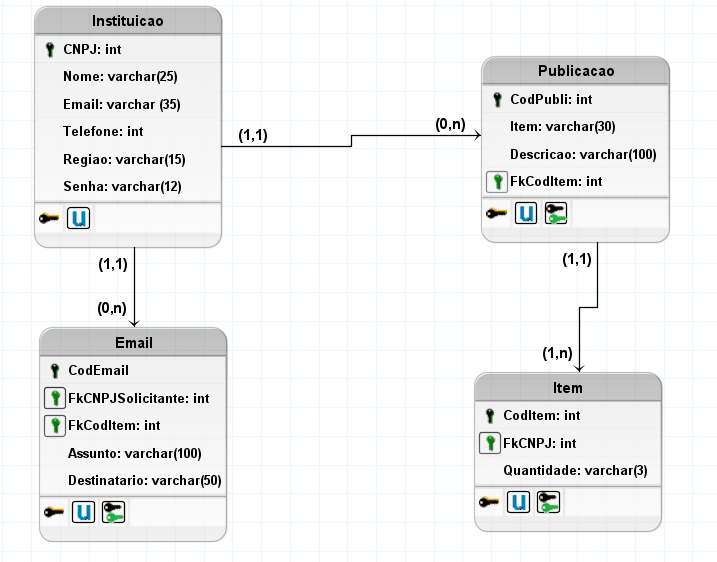 Instituicao
CNPJ: int
Nome: varchar(25)
Email: varchar (35)
Telefone: int
Regiao: varchar(15)
Senha: varchar(12)
U
(1,1)
(0,n)
Publicacao
CodPubli: int
Item: varchar(30)
Descricao: varchar(100)
FkCodItem: int
U
(1,1)
(0,n)
Email
CodEmail
FkCNPJSolicitante: int
FkCodItem: int
Assunto: varchar(100)
Destinatario: varchar(50)
U
(1,1)
(1,n)
Item
CodItem: int
FkCNPJ: int
Quantidade: varchar(3)
U